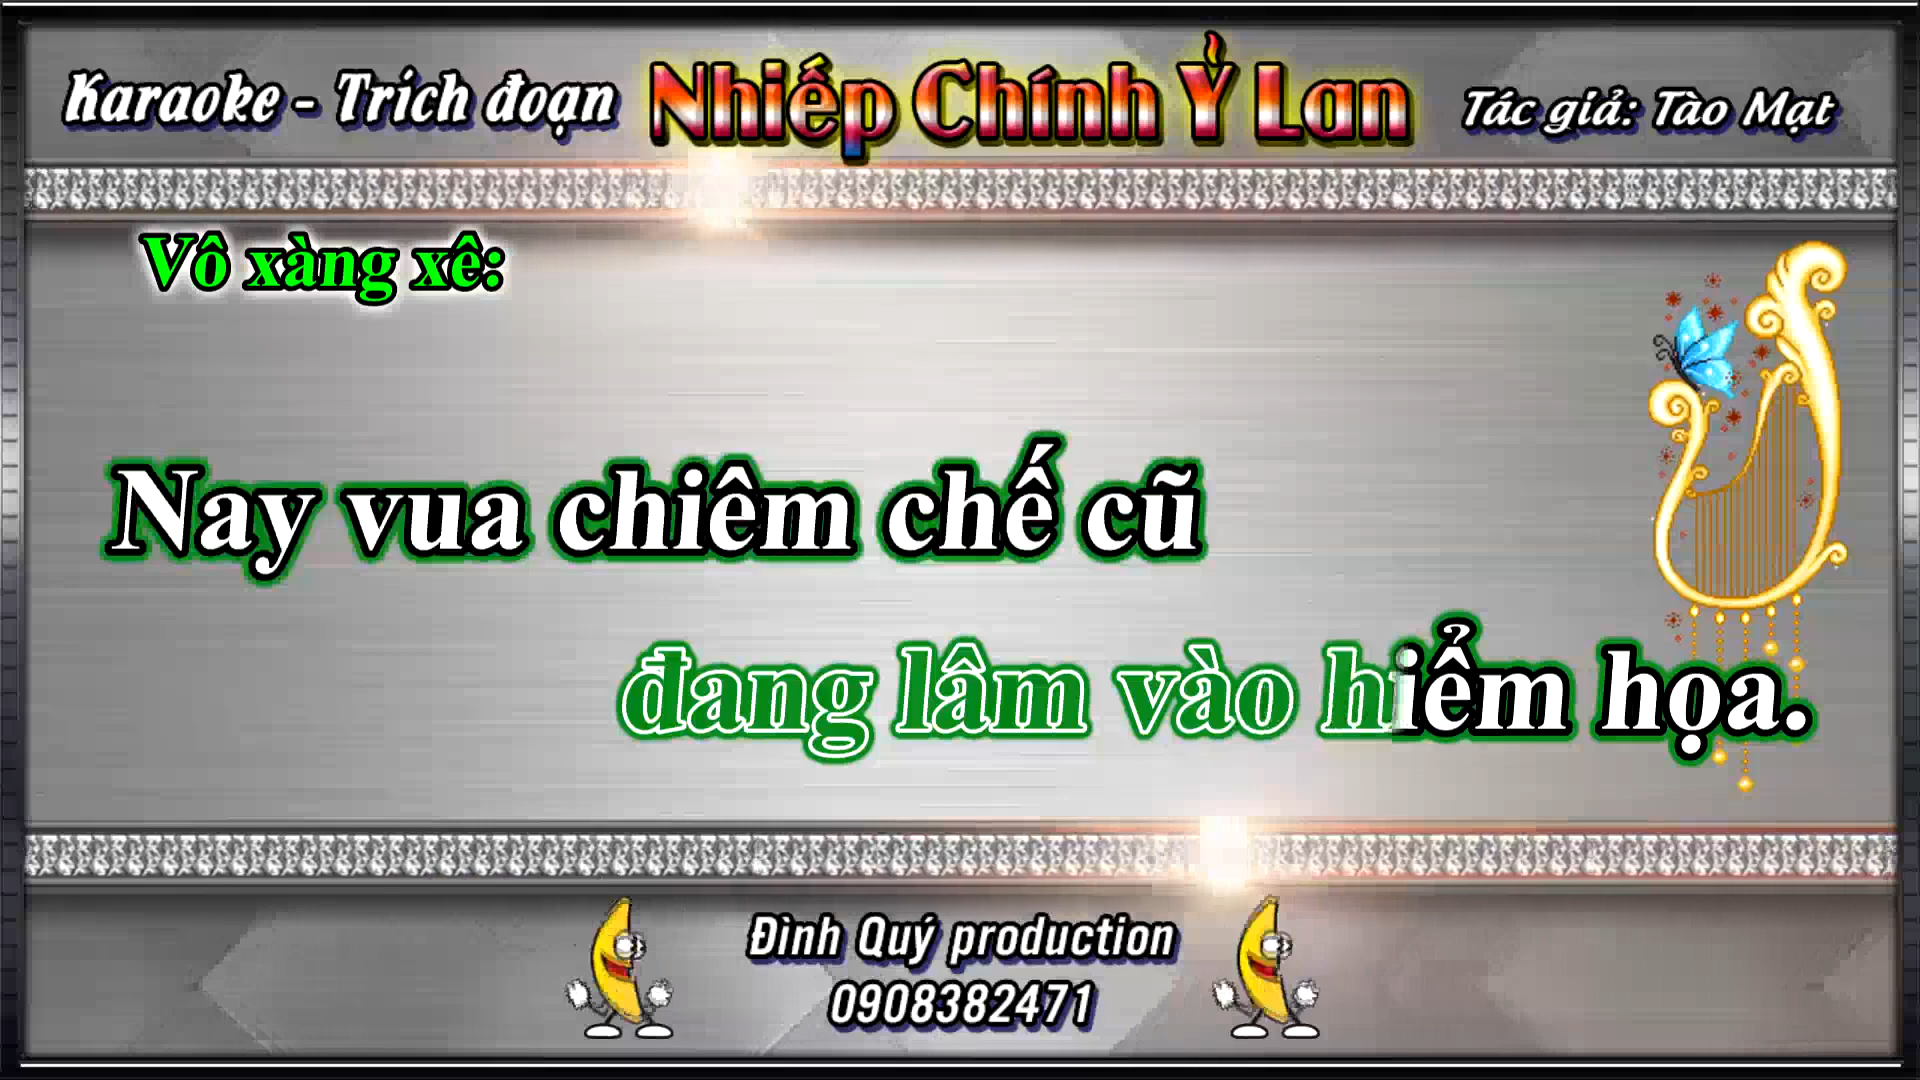 Karaoke - Trích đoạn Nhiếp Chính Ỷ Lan Tác giả: Tào Mạt
Vô xàng xê:
Nay vua chiêm chế cũ
đang lâm vào hiểm họa.
Đình Quý production
0908382471